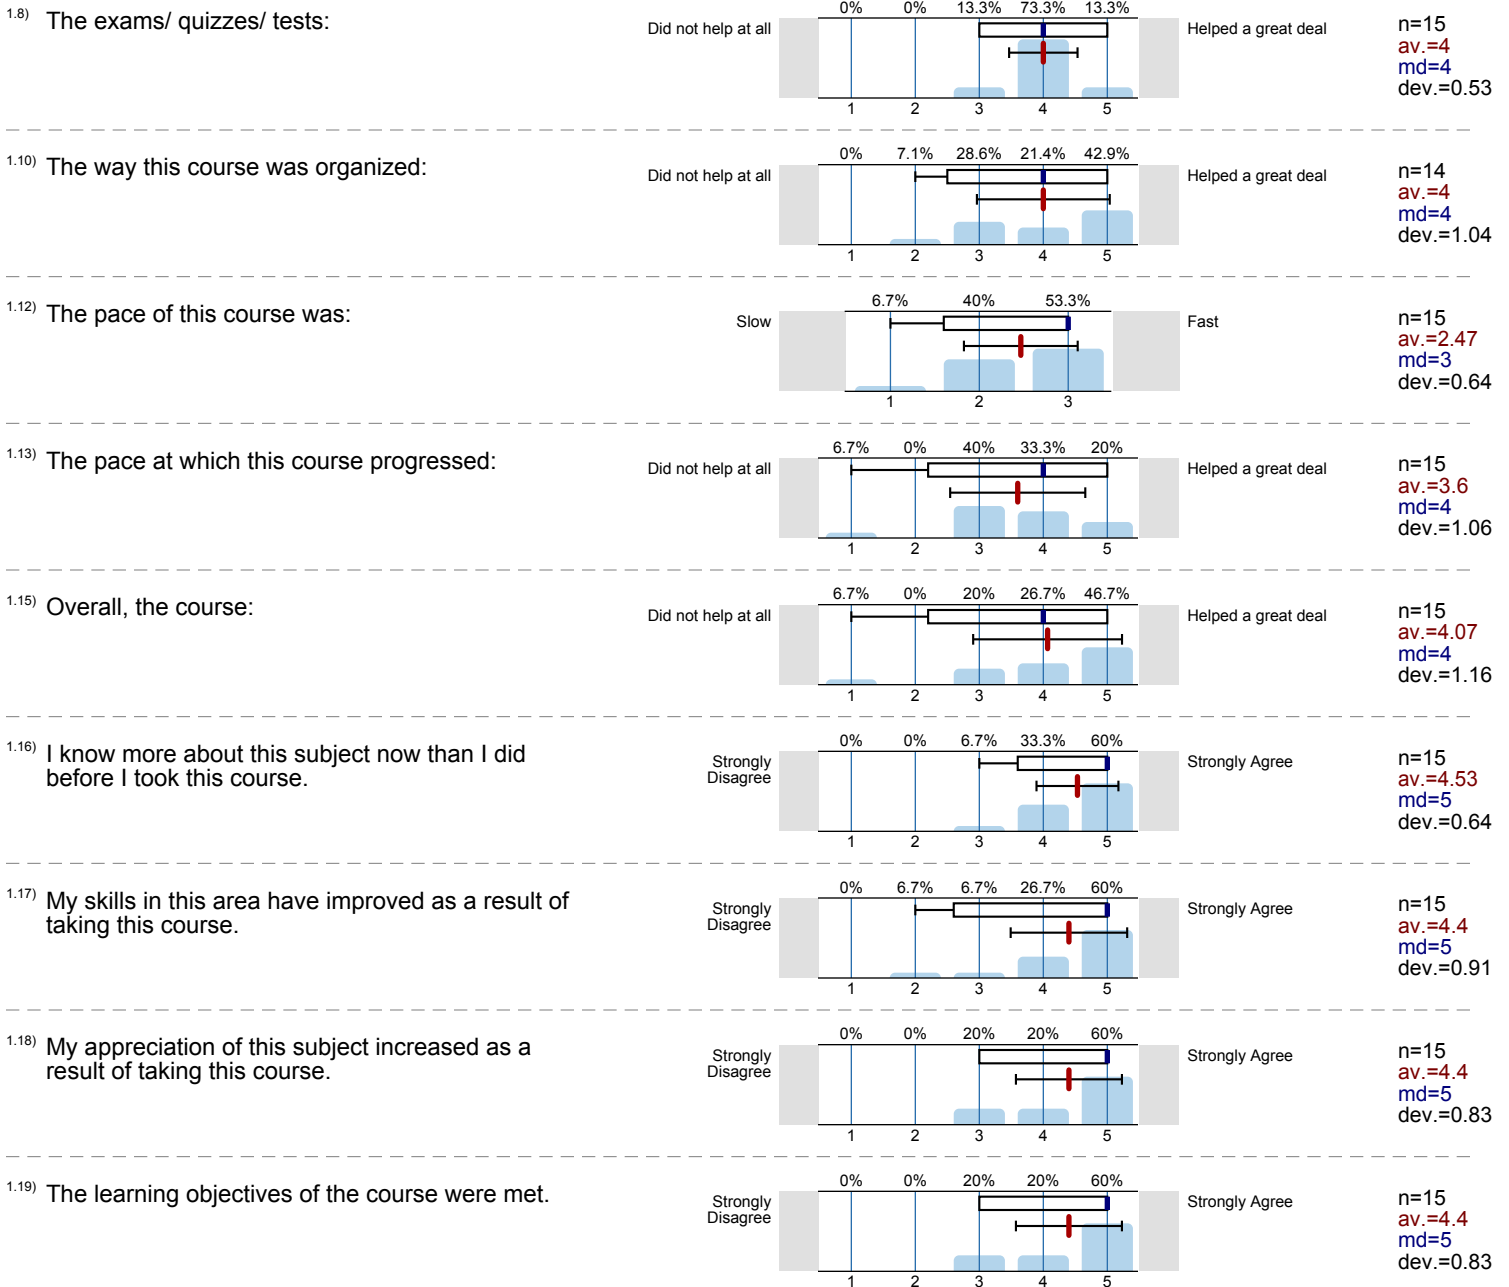 1.8) The exams/ quizzes/ tests:
Did not help at all
0% 0% 13.3% 73.3% 13.3%
1 2 3 4 5
Helped a great deal
n=15
av.=4
md=4
dev.=0.53
1.10) The way this course was organized:
Did not help at all
0% 7.1% 28.6% 21.4% 42.9%
1 2 3 4 5
Helped a great deal
n=14
av.=4
md=4
dev.=1.04
1.12) The pace of this course was:
Slow
6.7% 40% 53.3%
1 2 3
Fast
n=15
av.=2.47
md=3
dev.=0.64
1.13) The pace at which this course progressed:
Did not help at all
6.7% 0% 40% 33.3% 20%
1 2 3 4 5
Helped a great deal
n=15
av.=3.6
md=4
dev.=1.06
1.15) Overall, the course:
Did not help at all
6.7% 0% 20% 26.7% 46.7%
1 2 3 4 5
Helped a great deal
n=15
av.=4.07
md=4
dev.=1.16
1.16) I know more about this subject now than I did
before I took this course.
Strongly
Disagree
0% 0% 6.7% 33.3% 60%
1 2 3 4 5
Strongly Agree
n=15
av.=4.53
md=5
dev.=0.64
1.17) My skills in this area have improved as a result of
taking this course.
Strongly
Disagree
0% 6.7% 6.7% 26.7% 60%
1 2 3 4 5
Strongly Agree
n=15
av.=4.4
md=5
dev.=0.91
1.18) My appreciation of this subject increased as a
result of taking this course.
Strongly
Disagree
0% 0% 20% 20% 60%
1 2 3 4 5
Strongly Agree
n=15
av.=4.4
md=5
dev.=0.83
1.19) The learning objectives of the course were met.
Strongly
Disagree
0% 0% 20% 20% 60%
1 2 3 4 5
Strongly Agree
n=15
av.=4.4
md=5
dev.=0.83